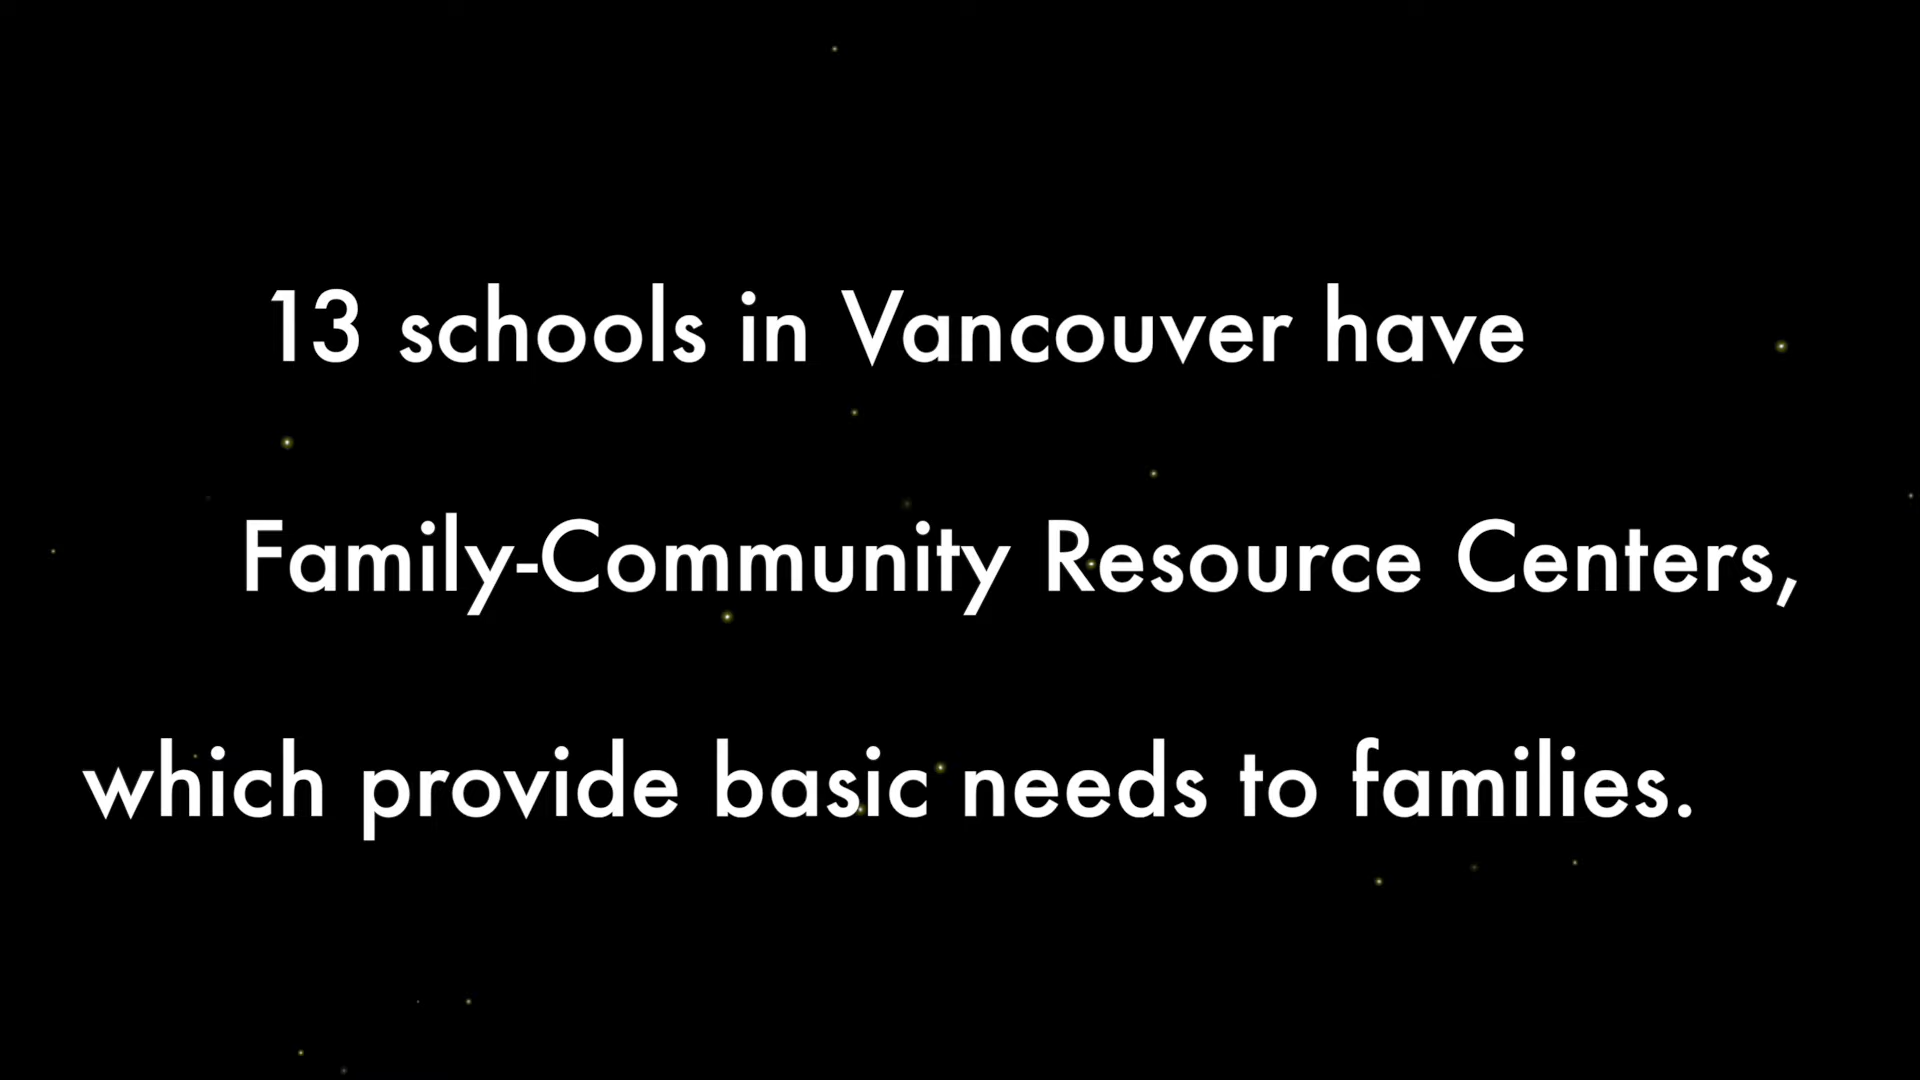 13 schools in Vancouver have
Family-Community Resource Centers,
which provide basic needs to families.